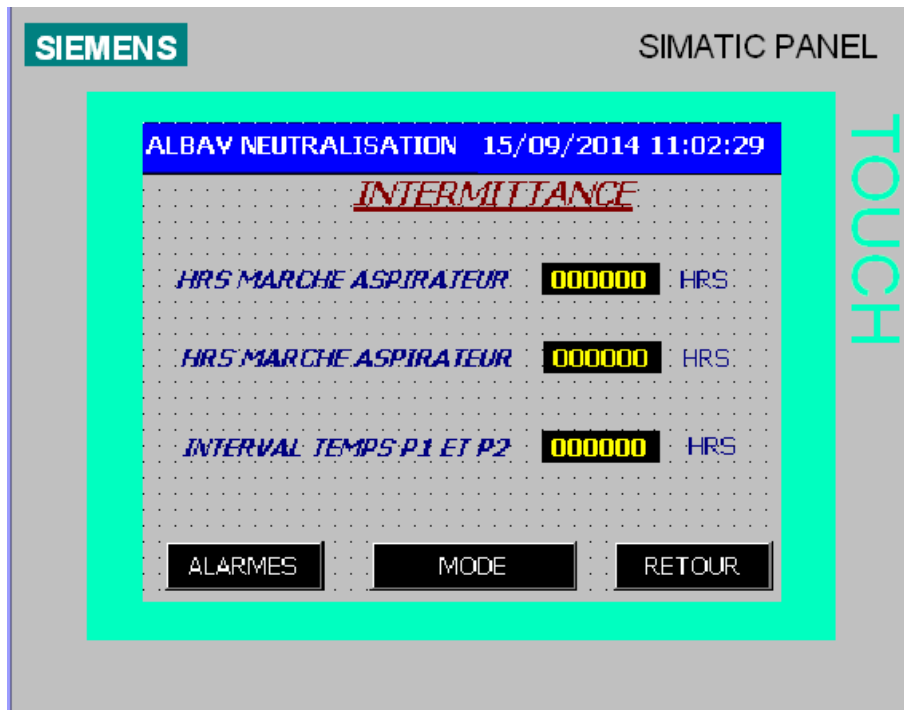 SIEMENS
SIMATIC PANEL
TOUCH
ALBAV NEUTRALISATION 15/09/2014 11:02:29
INTERMITTANCE
HRS MARCHE ASPIRATEUR 000000 HRS
HRS MARCHE ASPIRATEUR 000000 HRS
INTERVAL TEMPS P1 ET P2 000000 HRS
ALARMES MODE RETOUR